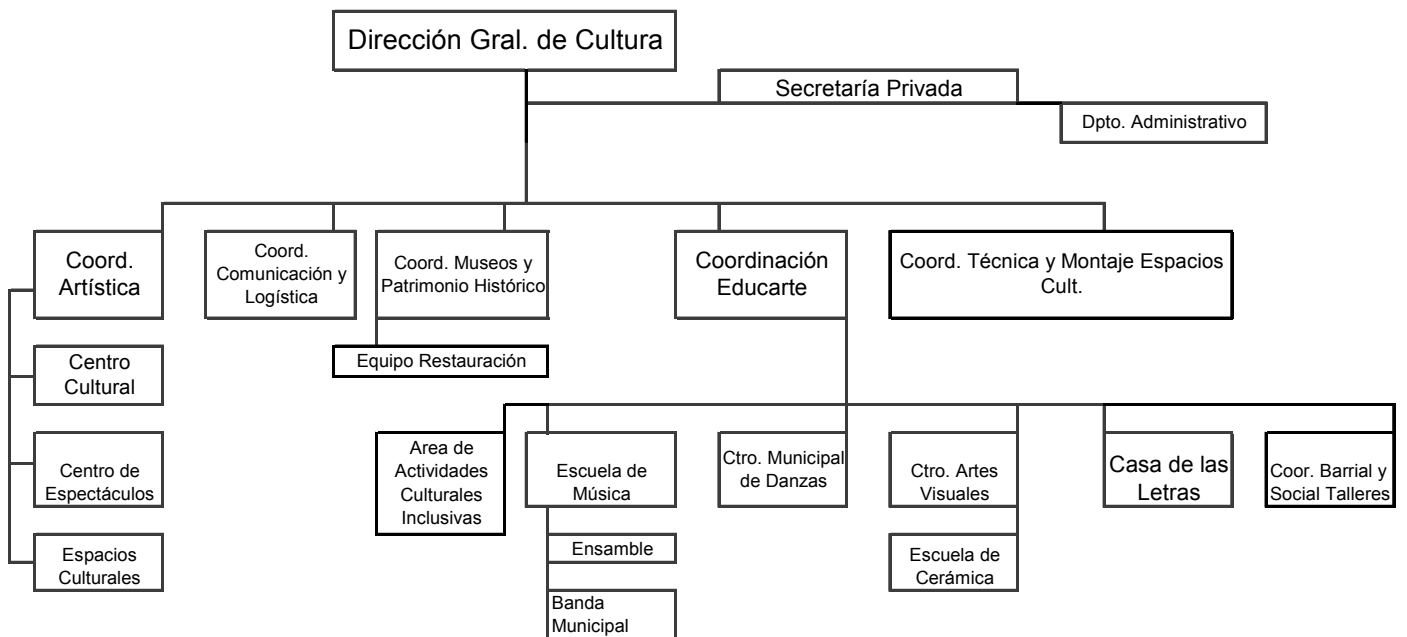 Dirección Gral. de Cultura
Secretaría Privada
Dpto. Administrativo
Coord.
Artística
Coord.
Comunicación y
Logística
Coord. Museos y
Patrimonio Histórico
Coordinación
Educarte
Coord. Técnica y Montaje Espacios
Cult.
Centro
Cultural
Equipo Restauración
Centro de
Espectáculos
Area de
Actividades
Culturales
Inclusivas
Escuela de
Música
Ctro. Municipal
de Danzas
Ctro. Artes
Visuales
Casa de las
Letras
Coor. Barrial y
Social Talleres
Espacios
Culturales
Ensamble
Escuela de
Cerámica
Banda
Municipal